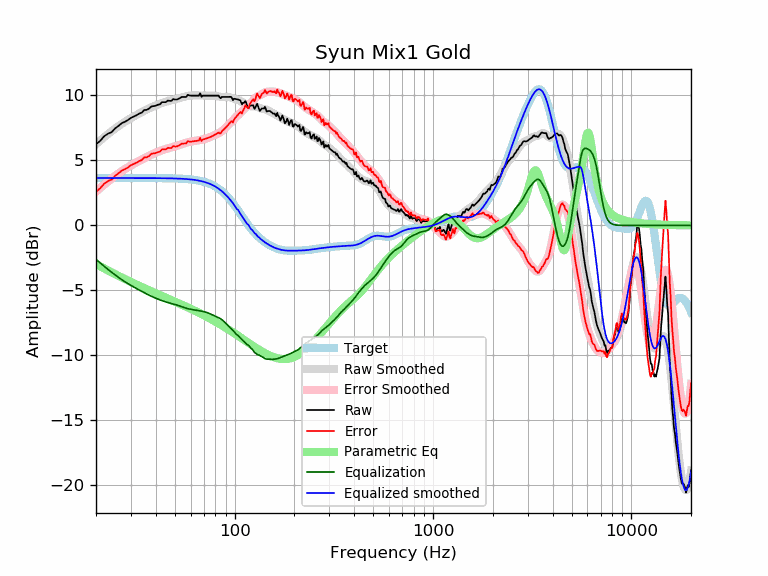 Syun Mix1 Gold
Amplitude (dBr)
10
5
0
−5
−10
−15
−20
Target
Raw Smoothed
Error Smoothed
Raw
Error
Parametric Eq
Equalization
Equalized smoothed
100
1000
10000
Frequency (Hz)